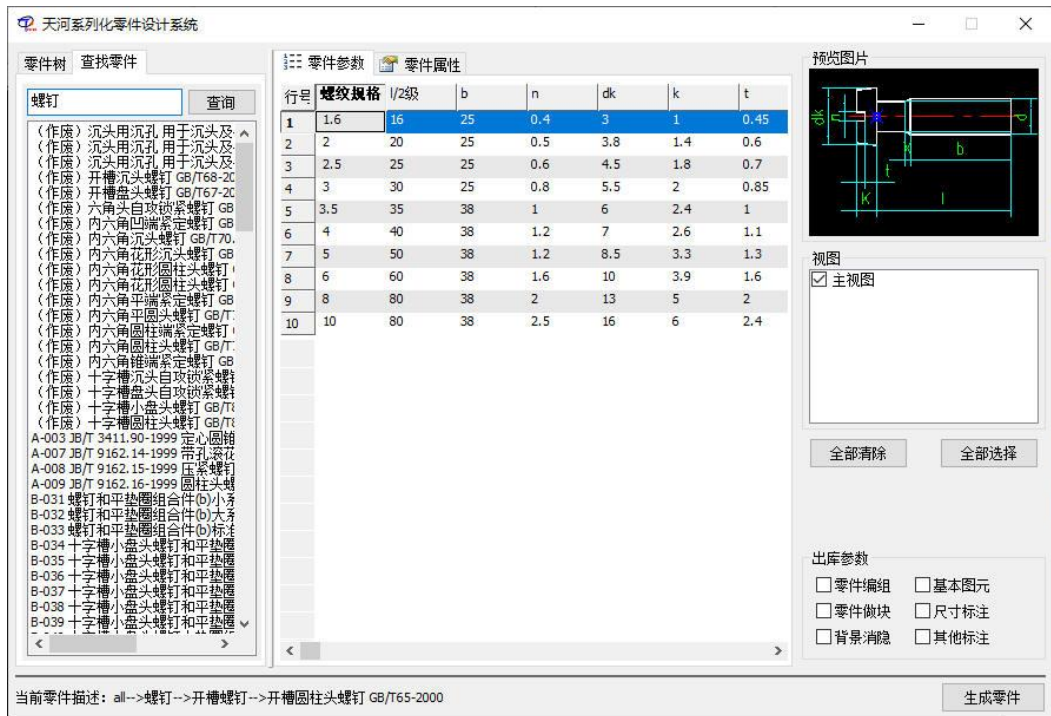 天河系列化零件设计系统
零件树 查找零件
螺钉 查询
（作废）沉头用沉孔 用于沉头及
（作废）沉头用沉孔 用于沉头及
（作废）沉头用沉孔 用于沉头及
（作废）开槽沉头螺钉 GB/T68-20
（作废）开槽盘头螺钉 GB/T67-20
（作废）六角头自攻锁紧螺钉 GB
（作废）内六角凹端紧定螺钉 GB
（作废）内六角沉头螺钉 GB/T70.
（作废）内六角花形沉头螺钉 GB
（作废）内六角花形圆柱头螺钉
（作废）内六角花形圆柱头螺钉
（作废）内六角平端紧定螺钉 GB
（作废）内六角平圆头螺钉 GB/T
（作废）内六角圆柱端紧定螺钉
（作废）内六角圆柱头螺钉 GB/T
（作废）内六角锥端紧定螺钉 GB
（作废）十字槽沉头自攻锁紧螺钉
（作废）十字槽盘头自攻锁紧螺钉
（作废）十字槽小盘头螺钉 GB/T8
（作废）十字槽圆柱头螺钉 GB/T8
A-003 JB/T 3411.90-1999 定心圆锥
A-007 JB/T 9162.14-1999 带孔滚花
A-008 JB/T 9162.15-1999 压紧螺钉
A-009 JB/T 9162.16-1999 圆柱头螺
B-031 螺钉和平垫圈组合件(b)小系
B-032 螺钉和平垫圈组合件(b)大系
B-033 螺钉和平垫圈组合件(b)标准
B-034 十字槽小盘头螺钉和平垫圈
B-035 十字槽小盘头螺钉和平垫圈
B-036 十字槽小盘头螺钉和平垫圈
B-037 十字槽小盘头螺钉和平垫圈
B-038 十字槽小盘头螺钉和平垫圈
B-039 十字槽小盘头螺钉和平垫圈
零件参数 零件属性
行号 螺纹规格 l/2级 b n dk k t
1 1.6 16 25 0.4 3 1 0.45
2 2 20 25 0.5 3.8 1.4 0.6
3 2.5 25 25 0.6 4.5 1.8 0.7
4 3 30 25 0.8 5.5 2 0.85
5 3.5 35 38 1 6 2.4 1
6 4 40 38 1.2 7 2.6 1.1
7 5 50 38 1.2 8.5 3.3 1.3
8 6 60 38 1.6 10 3.9 1.6
9 8 80 38 2 13 5 2
10 10 80 38 2.5 16 6 2.4
预览图片
dk n d
x b
t
K l
视图
主视图
全部清除 全部选择
出库参数
零件编组 基本图元
零件做块 尺寸标注
背景消隐 其他标注
当前零件描述：all-->螺钉-->开槽螺钉-->开槽圆柱头螺钉 GB/T65-2000
生成零件